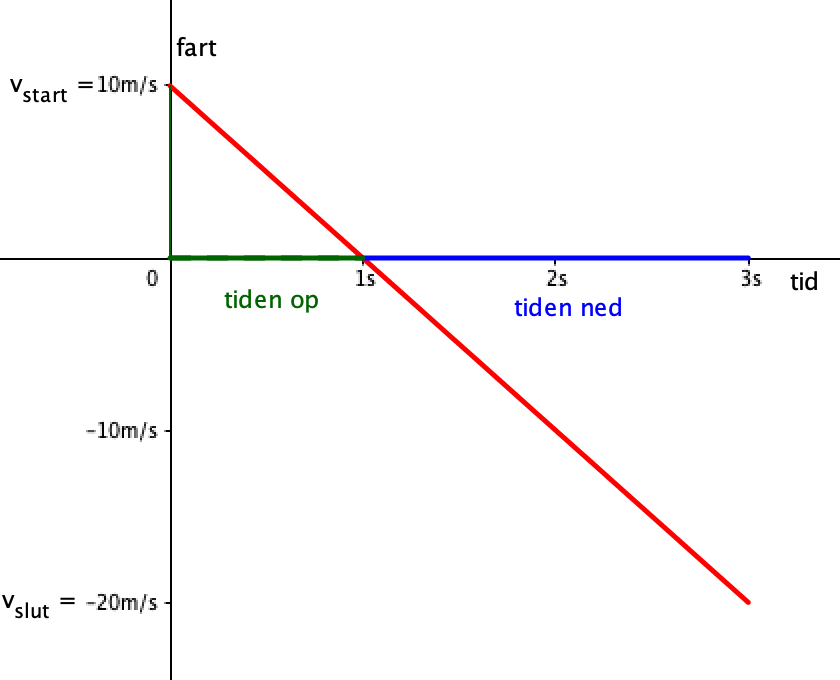 fart
v_start = 10m/s
0
1s
2s
3s
tid
tiden op
tiden ned
-10m/s
v_slut = -20m/s